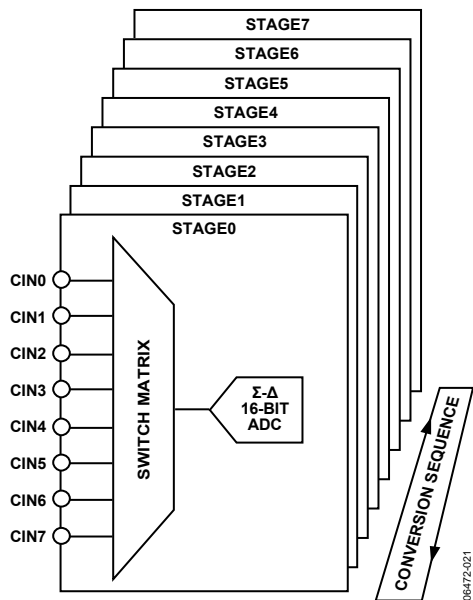 STAGE7
STAGE6
STAGE5
STAGE4
STAGE3
STAGE2
STAGE1
STAGE0
CIN0
CIN1
CIN2
CIN3
CIN4
CIN5
CIN6
CIN7
SWITCH MATRIX
Σ-Δ
16-BIT
ADC
CONVERSION SEQUENCE
06472-021